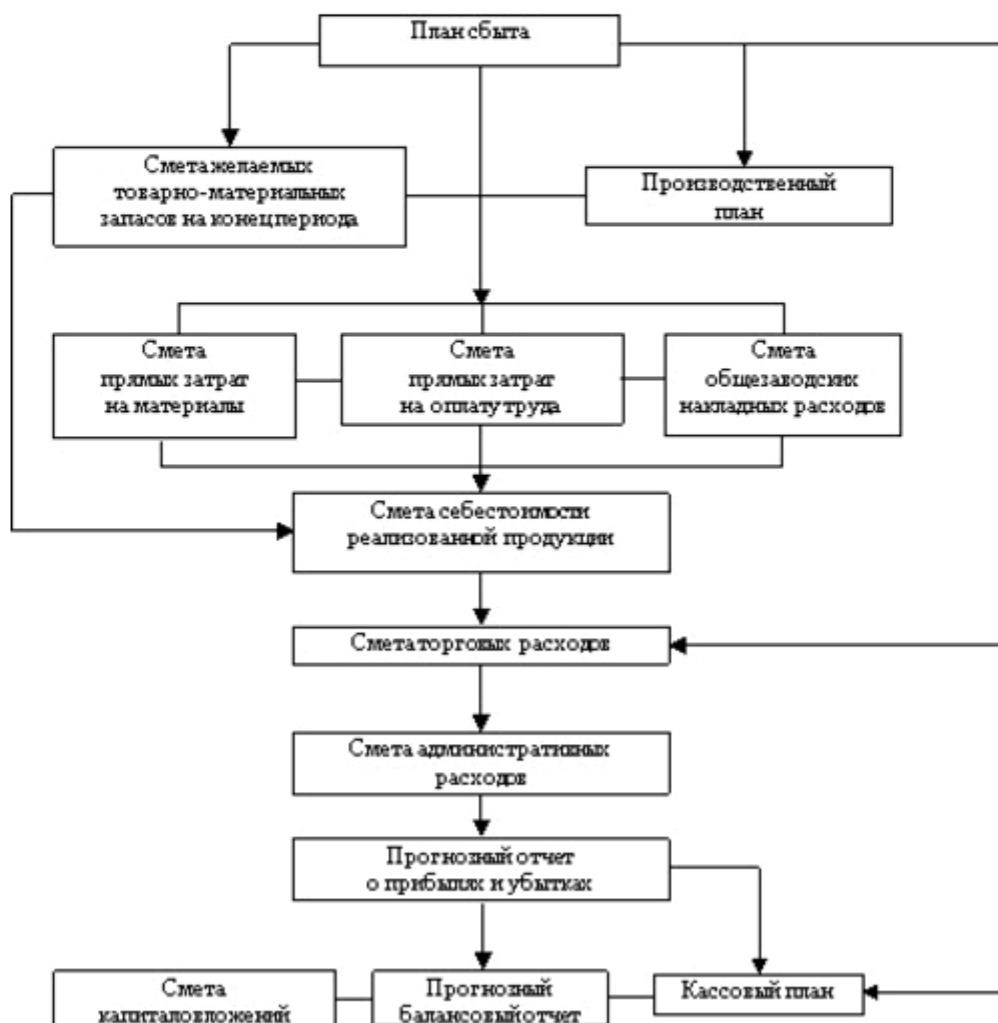 План сбыта
Смета желаемых
товарно-материальных
запасов на конец периода
Производственный
план
Смета
прямых затрат
на материалы
Смета
прямых затрат
на оплату труда
Смета
общезаводских
накладных расходов
Смета себестоимости
реализованной продукции
Смета торговых расходов
Смета административных
расходов
Прогнозный отчет
о прибылях и убытках
Смета
капиталовложений
Прогнозный
балансовый отчет
Кассовый план